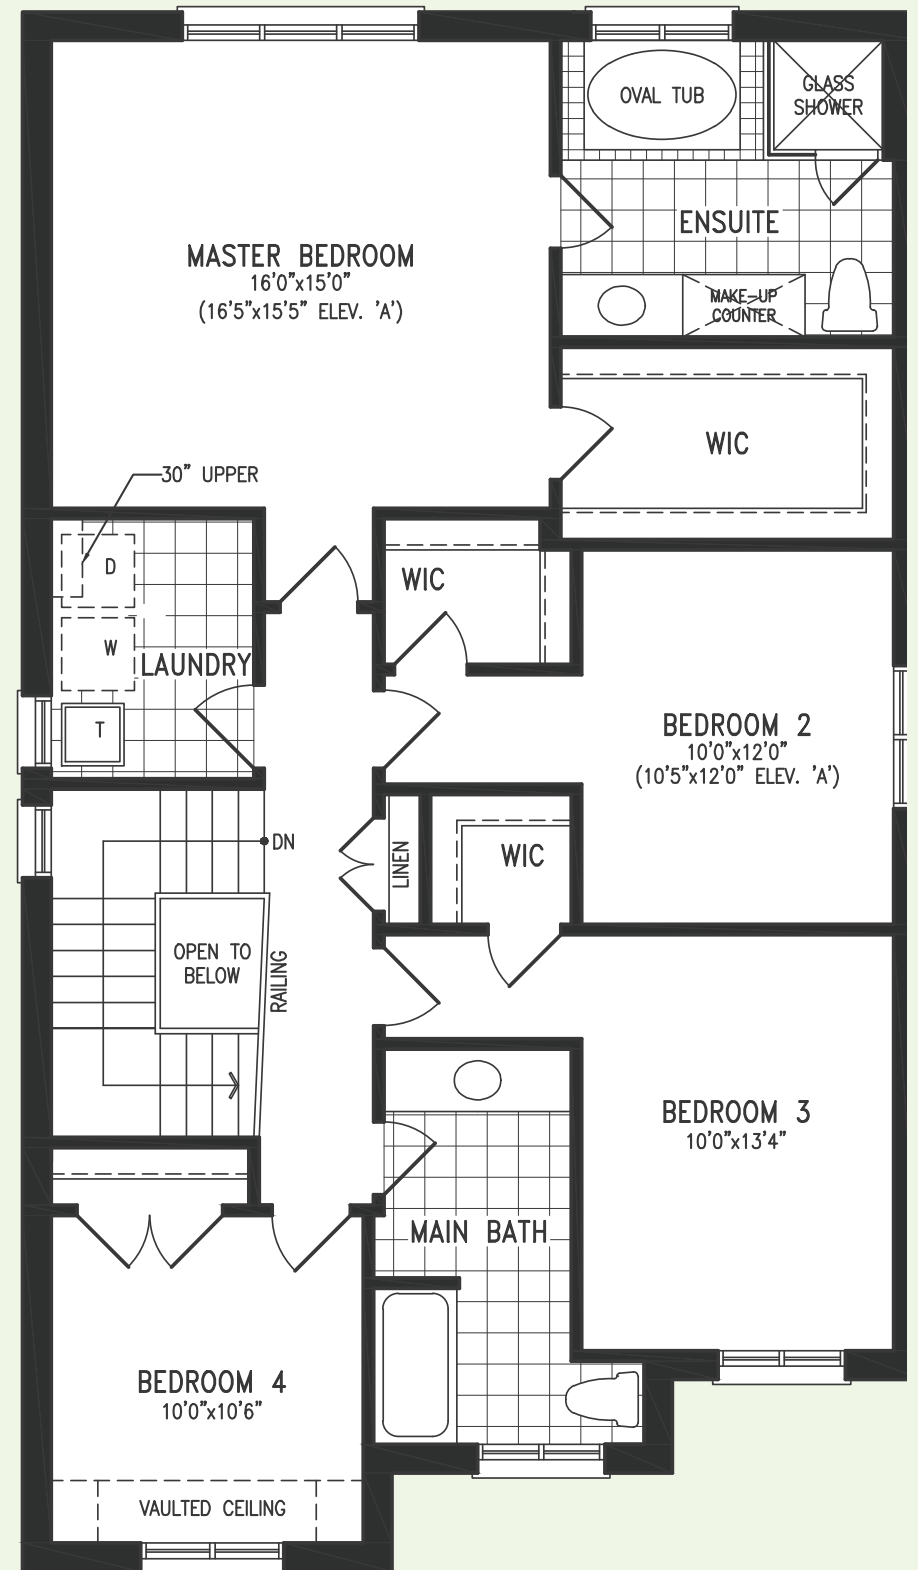 OVAL TUB
GLASS
SHOWER
ENSUITE
MASTER BEDROOM
16'0"x15'0"
(16'5"x15'5" ELEV. 'A')
MAKE-UP
COUNTER
WIC
30" UPPER
D
WIC
W
LAUNDRY
T
BEDROOM 2
10'0"x12'0"
(10'5"x12'0" ELEV. 'A')
DN
LINEN
WIC
OPEN TO
BELOW
RAILING
BEDROOM 3
10'0"x13'4"
MAIN BATH
BEDROOM 4
10'0"x10'6"
VAULTED CEILING